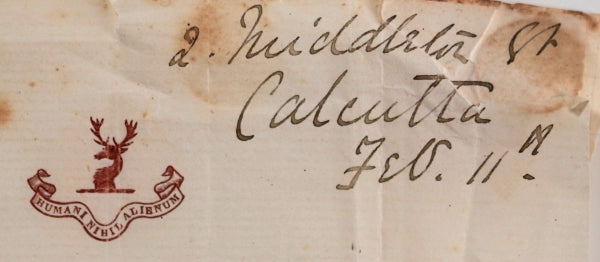 2. Middleton St
Calcutta
Feb. 11th.
HUMANI NIHIL ALIENUM